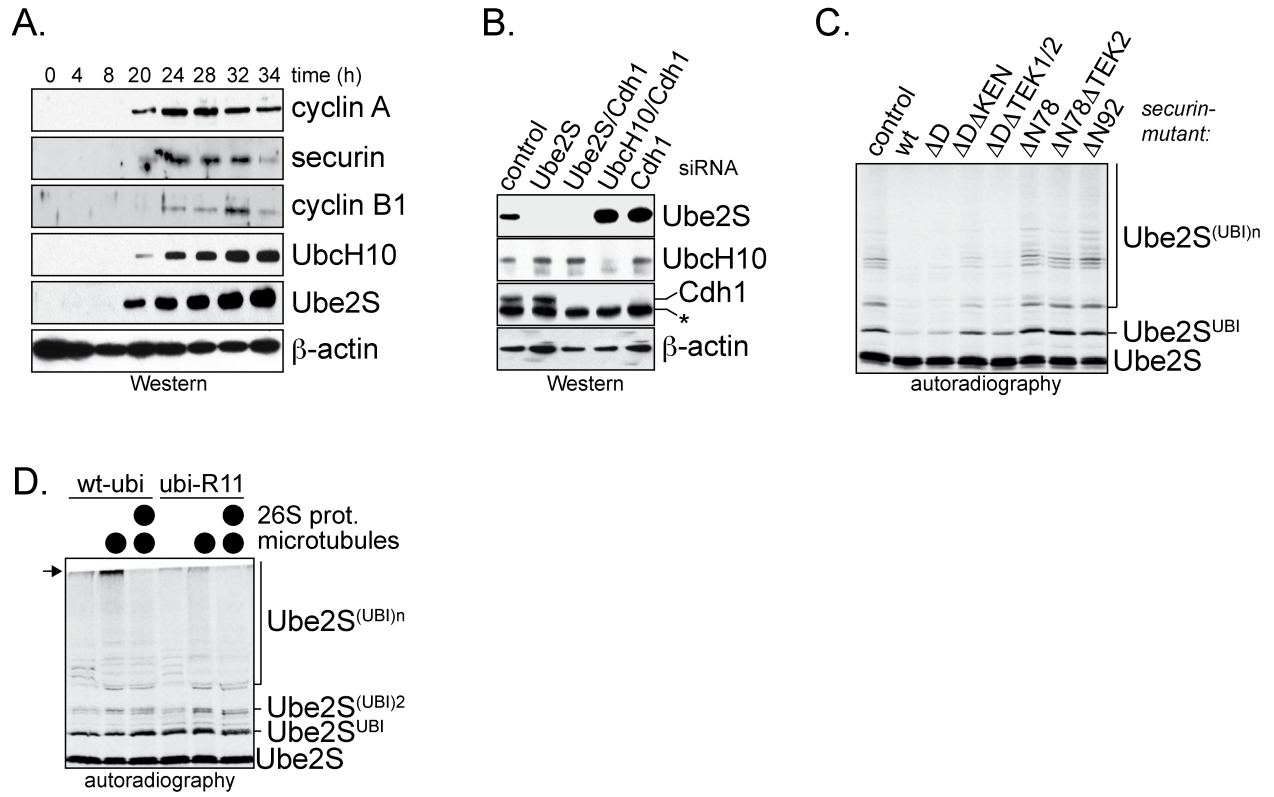 A.
0 4 8 20 24 28 32 34 time (h)
cyclin A
securin
cyclin B1
UbcH10
Ube2S
β-actin
Western
B.
control
Ube2S
Ube2S/Cdh1
UbcH10/Cdh1
Cdh1
siRNA
Ube2S
UbcH10
Cdh1
*
β-actin
Western
C.
control
wt
ΔD
ΔDΔKEN
ΔDΔTEK1/2
ΔN78
ΔN78ΔTEK2
ΔN92
securin-
mutant:
Ube2S(UBI)n
Ube2SUBI
Ube2S
autoradiography
D.
wt-ubi ubi-R11
26S prot.
microtubules
Ube2S(UBI)n
Ube2S(UBI)2
Ube2SUBI
Ube2S
autoradiography